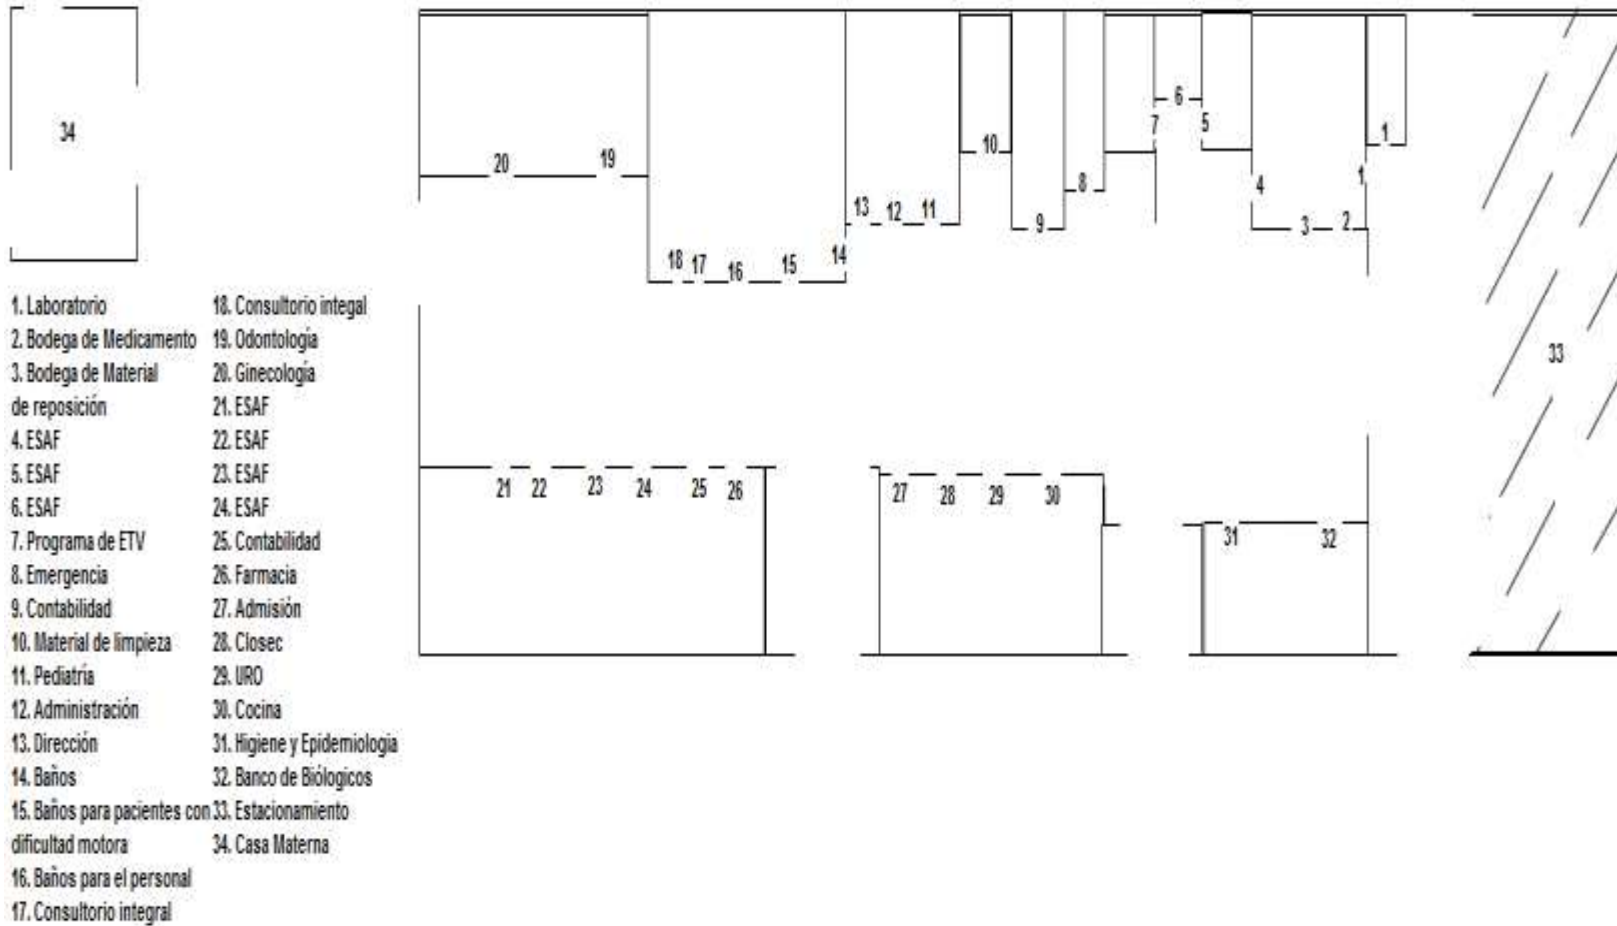 34
20
19
18
17
16
15
14
13
12
11
10
9
8
7
6
5
4
3
2
1
1
33
21
22
23
24
25
26
27
28
29
30
31
32
1. Laboratorio
2. Bodega de Medicamento
3. Bodega de Material
de reposición
4. ESAF
5. ESAF
6. ESAF
7. Programa de ETV
8. Emergencia
9. Contabilidad
10. Material de limpieza
11. Pediatría
12. Administración
13. Dirección
14. Baños
15. Baños para pacientes con
dificultad motora
16. Baños para el personal
17. Consultorio integral
18. Consultorio integal
19. Odontología
20. Ginecología
21. ESAF
22. ESAF
23. ESAF
24. ESAF
25. Contabilidad
26. Farmacia
27. Admisión
28. Closec
29. URO
30. Cocina
31. Higiene y Epidemiologia
32. Banco de Biólogicos
33. Estacionamiento
34. Casa Materna